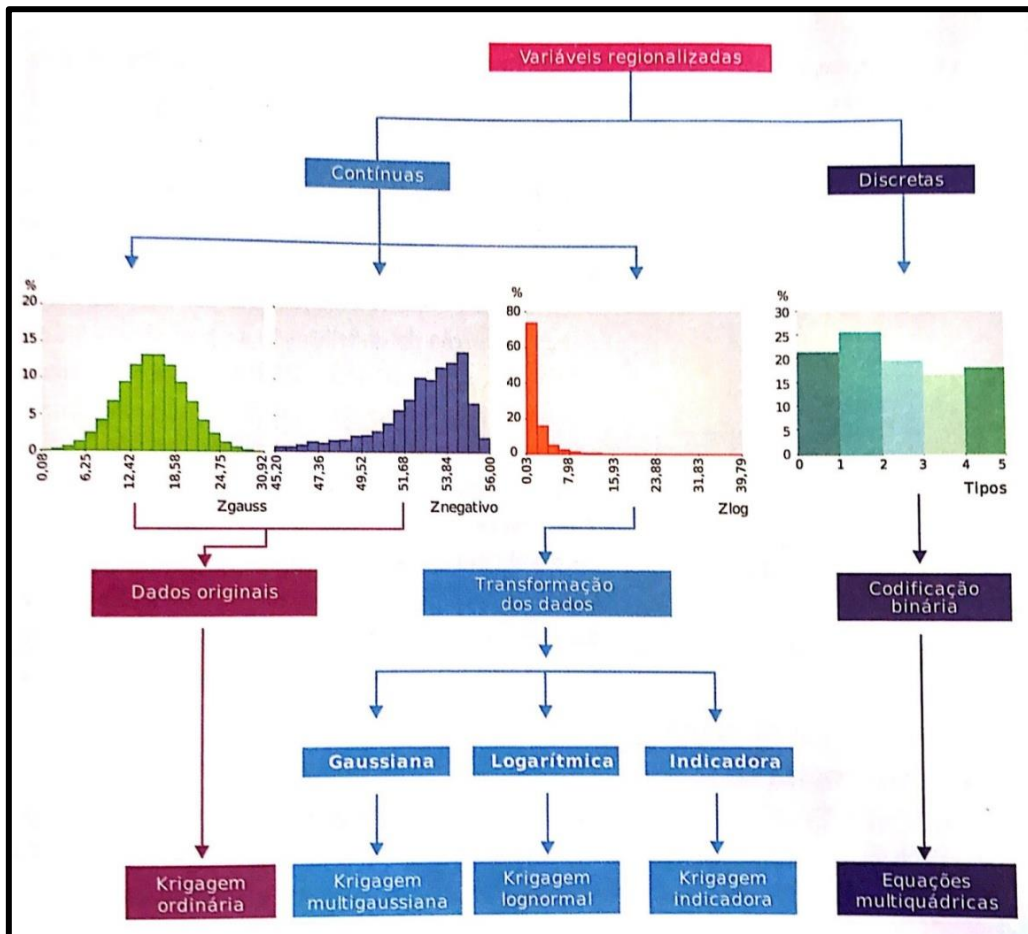 Variáveis regionalizadas
Contínuas
Discretas
%
20
15
10
5
0
0,08
6,25
12,42
18,58
24,75
30,92
Zgauss
45,20
47,36
49,52
51,68
53,84
56,00
Znegativo
%
80
60
40
20
0
0,03
7,98
15,93
23,88
31,83
39,79
Zlog
%
30
25
20
15
10
5
0
0 1 2 3 4 5
Tipos
Dados originais
Transformação
dos dados
Codificação
binária
Gaussiana
Logarítmica
Indicadora
Krigagem
ordinária
Krigagem
multigaussiana
Krigagem
lognormal
Krigagem
indicadora
Equações
multiquádricas